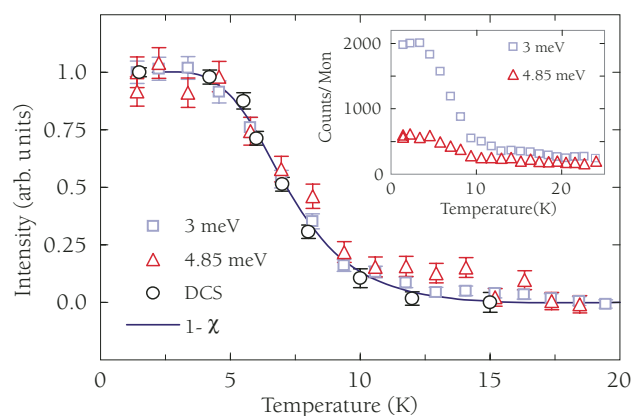 Intensity (arb. units)
1.0
0.75
0.5
0.25
0.0
3 meV
4.85 meV
DCS
1- χ
0
5
10
15
20
Temperature (K)
Counts/ Mon
2000
1000
0
3 meV
4.85 meV
0
10
20
Temperature(K)